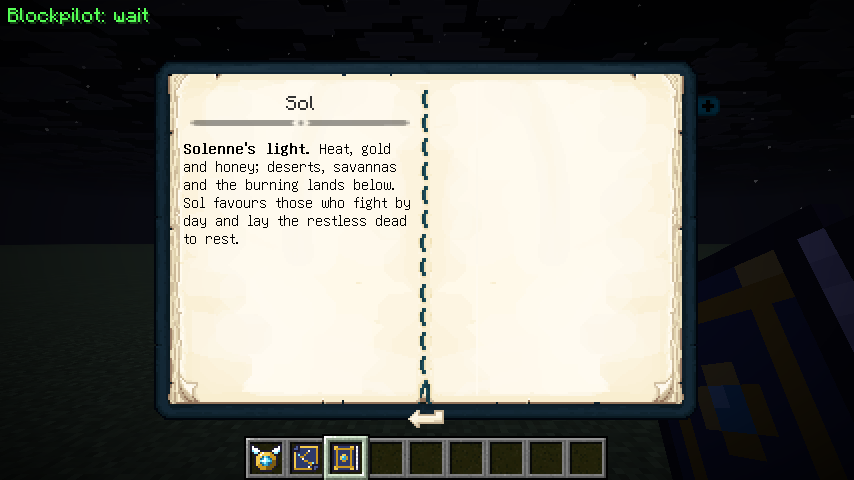 Blockpilot: wait
Sol
Solenne's light. Heat, gold
and honey; deserts, savannas
and the burning lands below.
Sol favours those who fight by
day and lay the restless dead
to rest.